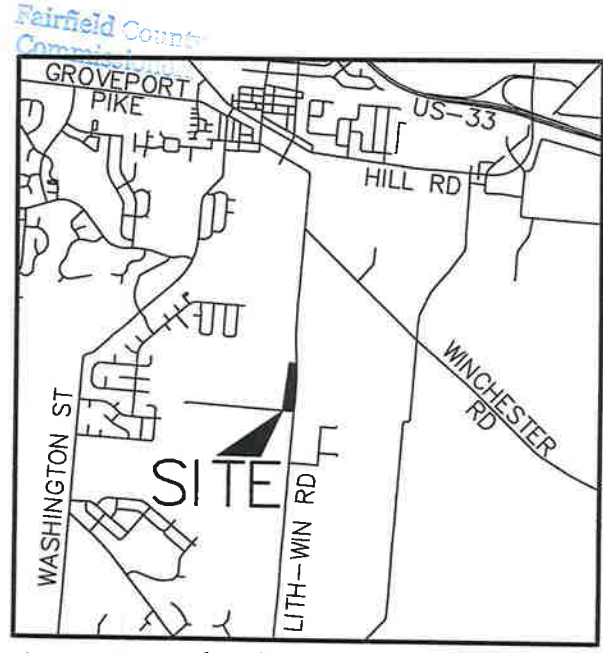 Fairfield County
GROVEPORT
PIKE
US-33
HILL RD
WINCHESTER
RD
SITE
WASHINGTON ST
LITH-WIN RD